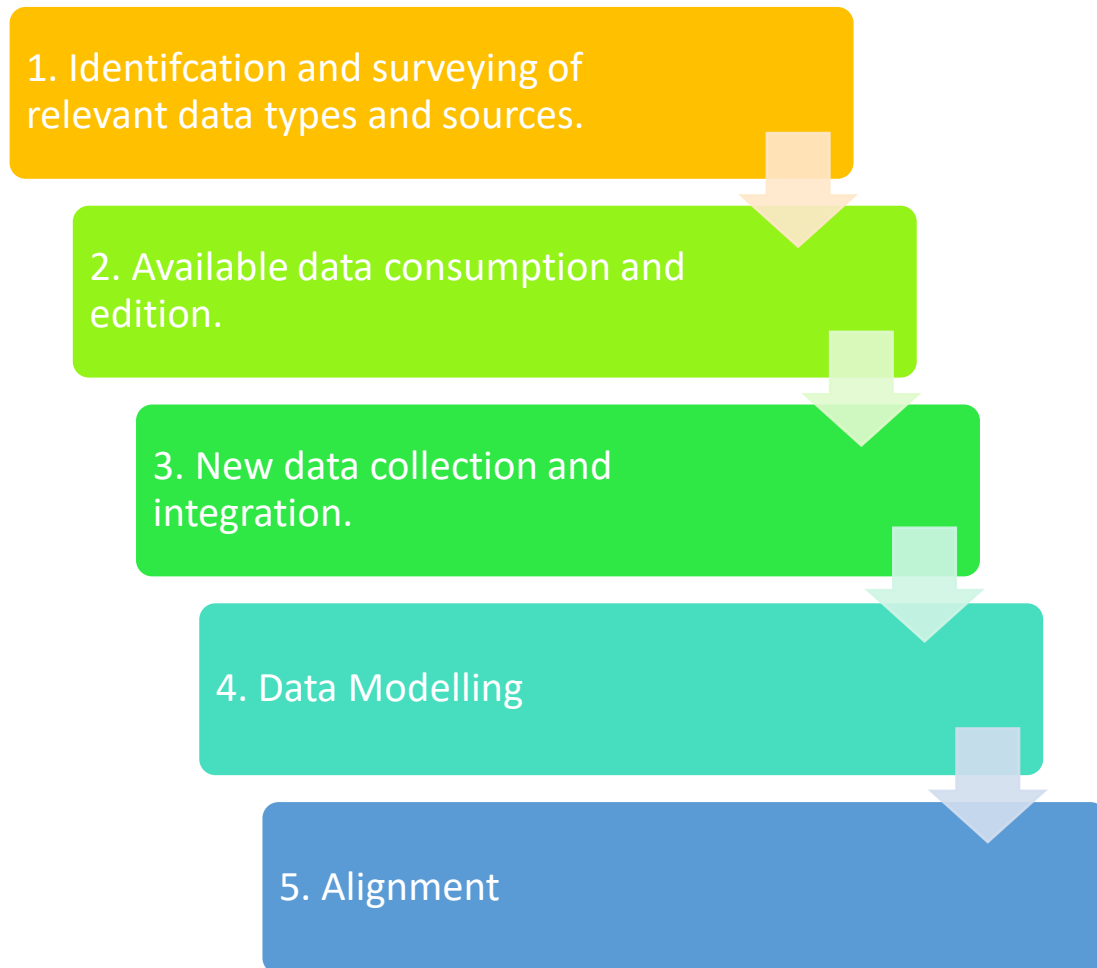 1. Identifcation and surveying of
relevant data types and sources.
2. Available data consumption and
edition.
3. New data collection and
integration.
4. Data Modelling
5. Alignment